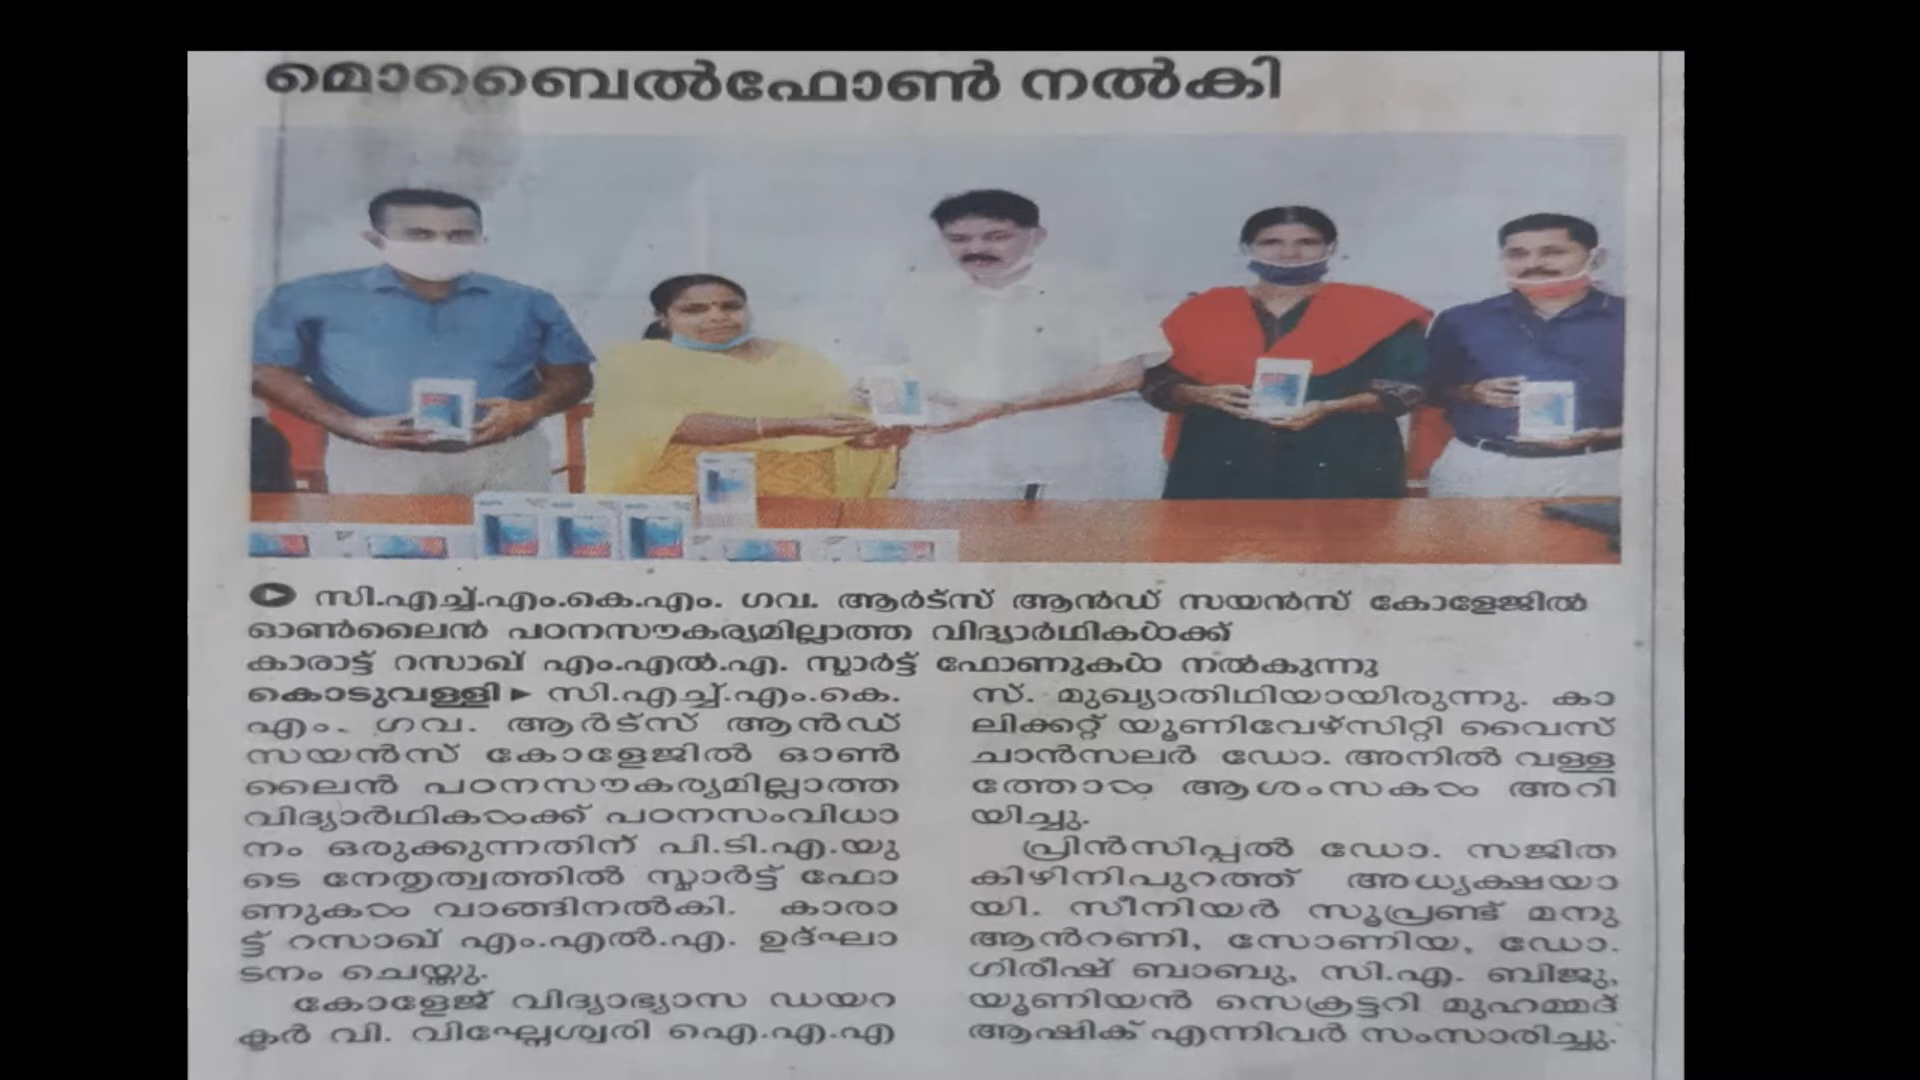 മൊബൈൽഫോൺ നൽകി
സി.എച്ച്.എം.കെ.എം. ഗവ. ആർട്സ് ആൻഡ് സയൻസ് കോളേജിൽ
ഓൺലൈൻ പഠനസൗകര്യമില്ലാത്ത വിദ്യാർഥികൾക്ക്
കാരാട്ട് റസാഖ് എം.എൽ.എ. സ്മാർട്ട് ഫോണുകൾ നൽകുന്നു
കൊടുവള്ളി ► സി.എച്ച്.എം.കെ.
എം. ഗവ. ആർട്സ് ആൻഡ്
സയൻസ് കോളേജിൽ ഓൺ
ലൈൻ പഠനസൗകര്യമില്ലാത്ത
വിദ്യാർഥികൾക്ക് പഠനസംവിധാ
നം ഒരുക്കുന്നതിന് പി.ടി.എ.യു
ടെ നേതൃത്വത്തിൽ സ്മാർട്ട് ഫോ
ണുകൾ വാങ്ങിനൽകി. കാരാ
ട്ട് റസാഖ് എം.എൽ.എ. ഉദ്ഘാ
ടനം ചെയ്തു.
കോളേജ് വിദ്യാഭ്യാസ ഡയറ
ക്ടർ വി. വിഘ്നേശ്വരി ഐ.എ.എ
സ്. മുഖ്യാതിഥിയായിരുന്നു. കാ
ലിക്കറ്റ് യൂണിവേഴ്സിറ്റി വൈസ്
ചാൻസലർ ഡോ. അനിൽ വള്ള
ത്തോൾ ആശംസകൾ അറി
യിച്ചു.
പ്രിൻസിപ്പൽ ഡോ. സജിത
കിഴിനിപുറത്ത് അധ്യക്ഷയാ
യി. സീനിയർ സൂപ്രണ്ട് മനു
ആൻറണി, സോണിയ, ഡോ.
ഗിരീഷ് ബാബു, സി.എ. ബിജു,
യൂണിയൻ സെക്രട്ടറി മുഹമ്മദ്
ആഷിക് എന്നിവർ സംസാരിച്ചു.